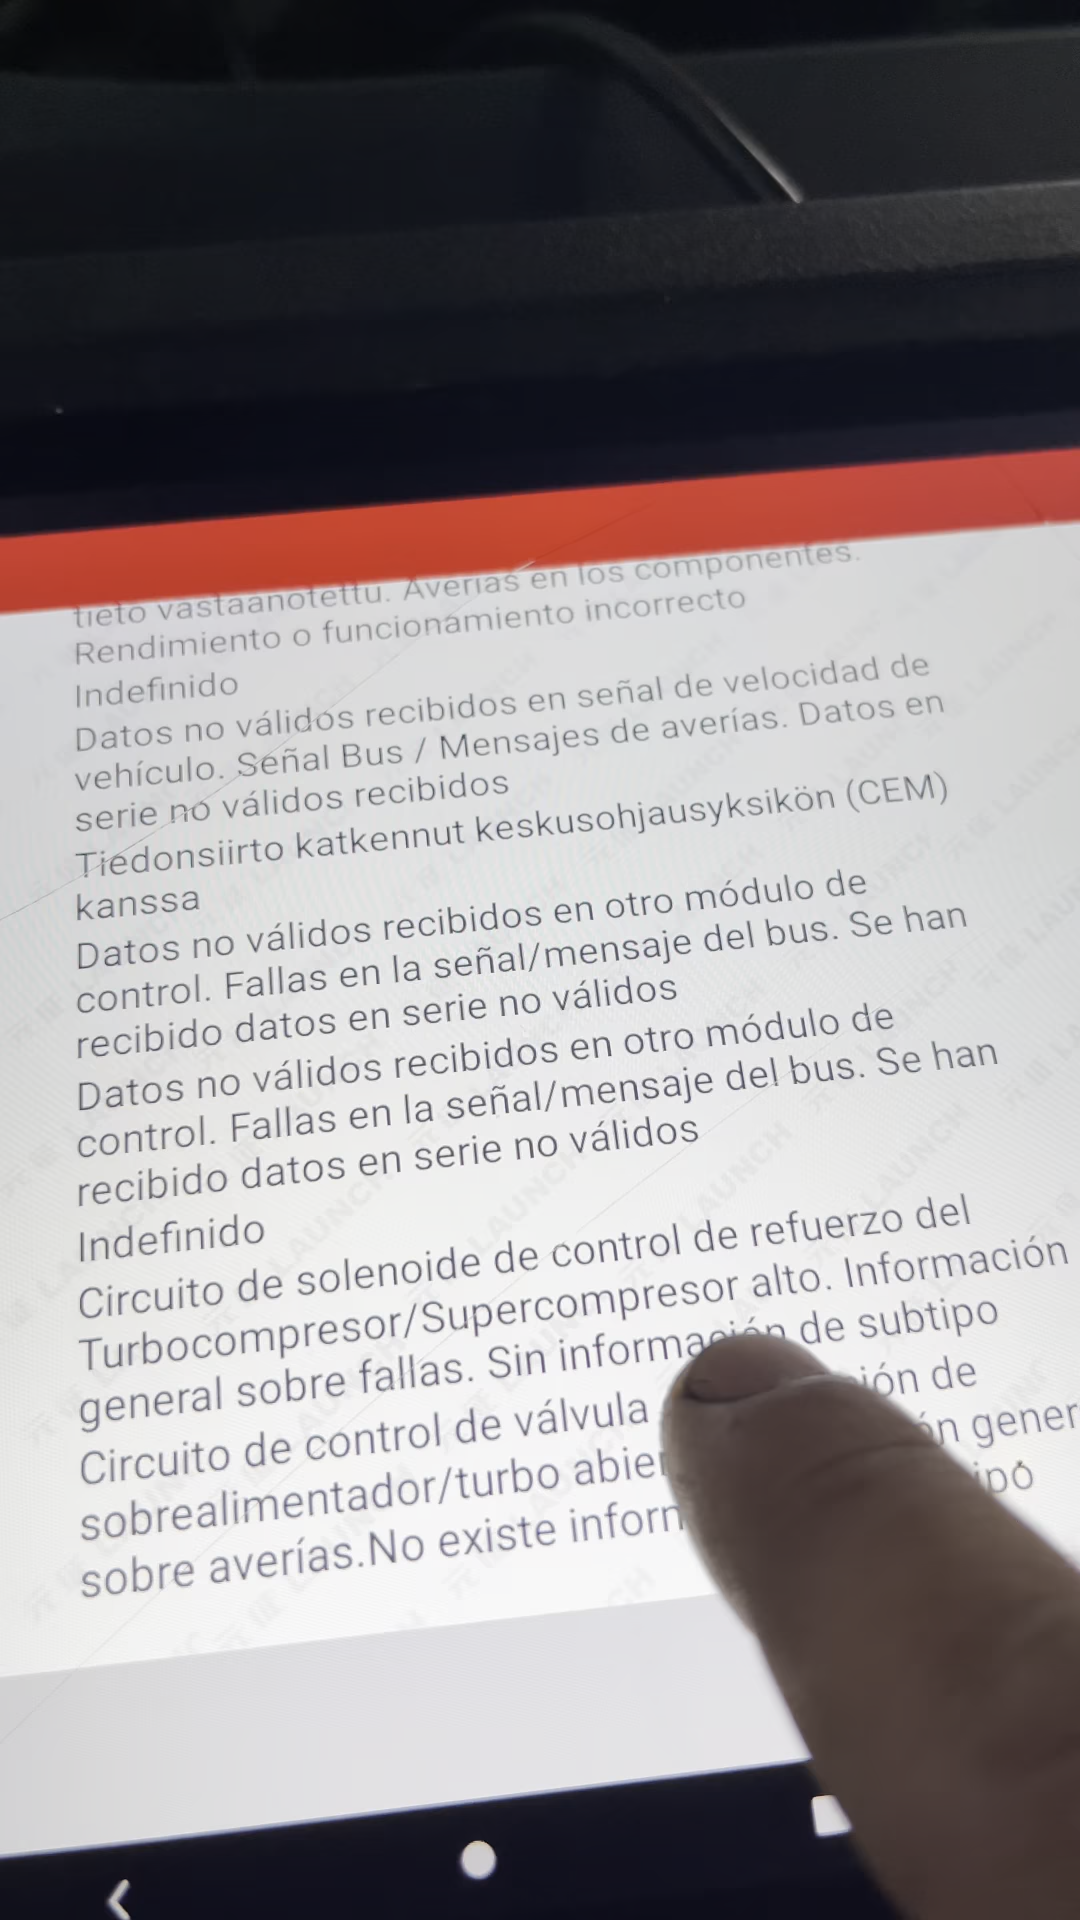 tieto vastaanotettu. Averías en los componentes.
Rendimiento o funcionamiento incorrecto
Indefinido
Datos no válidos recibidos en señal de velocidad de
vehículo. Señal Bus / Mensajes de averías. Datos en
serie no válidos recibidos
Tiedonsiirto katkennut keskusohjausyksikön (CEM)
kanssa
Datos no válidos recibidos en otro módulo de
control. Fallas en la señal/mensaje del bus. Se han
recibido datos en serie no válidos
Datos no válidos recibidos en otro módulo de
control. Fallas en la señal/mensaje del bus. Se han
recibido datos en serie no válidos
Indefinido
Circuito de solenoide de control de refuerzo del
Turbocompresor/Supercompresor alto. Información
general sobre fallas. Sin información de subtipo
Circuito de control de válvula de
sobrealimentador/turbo
sobre averías.No existe